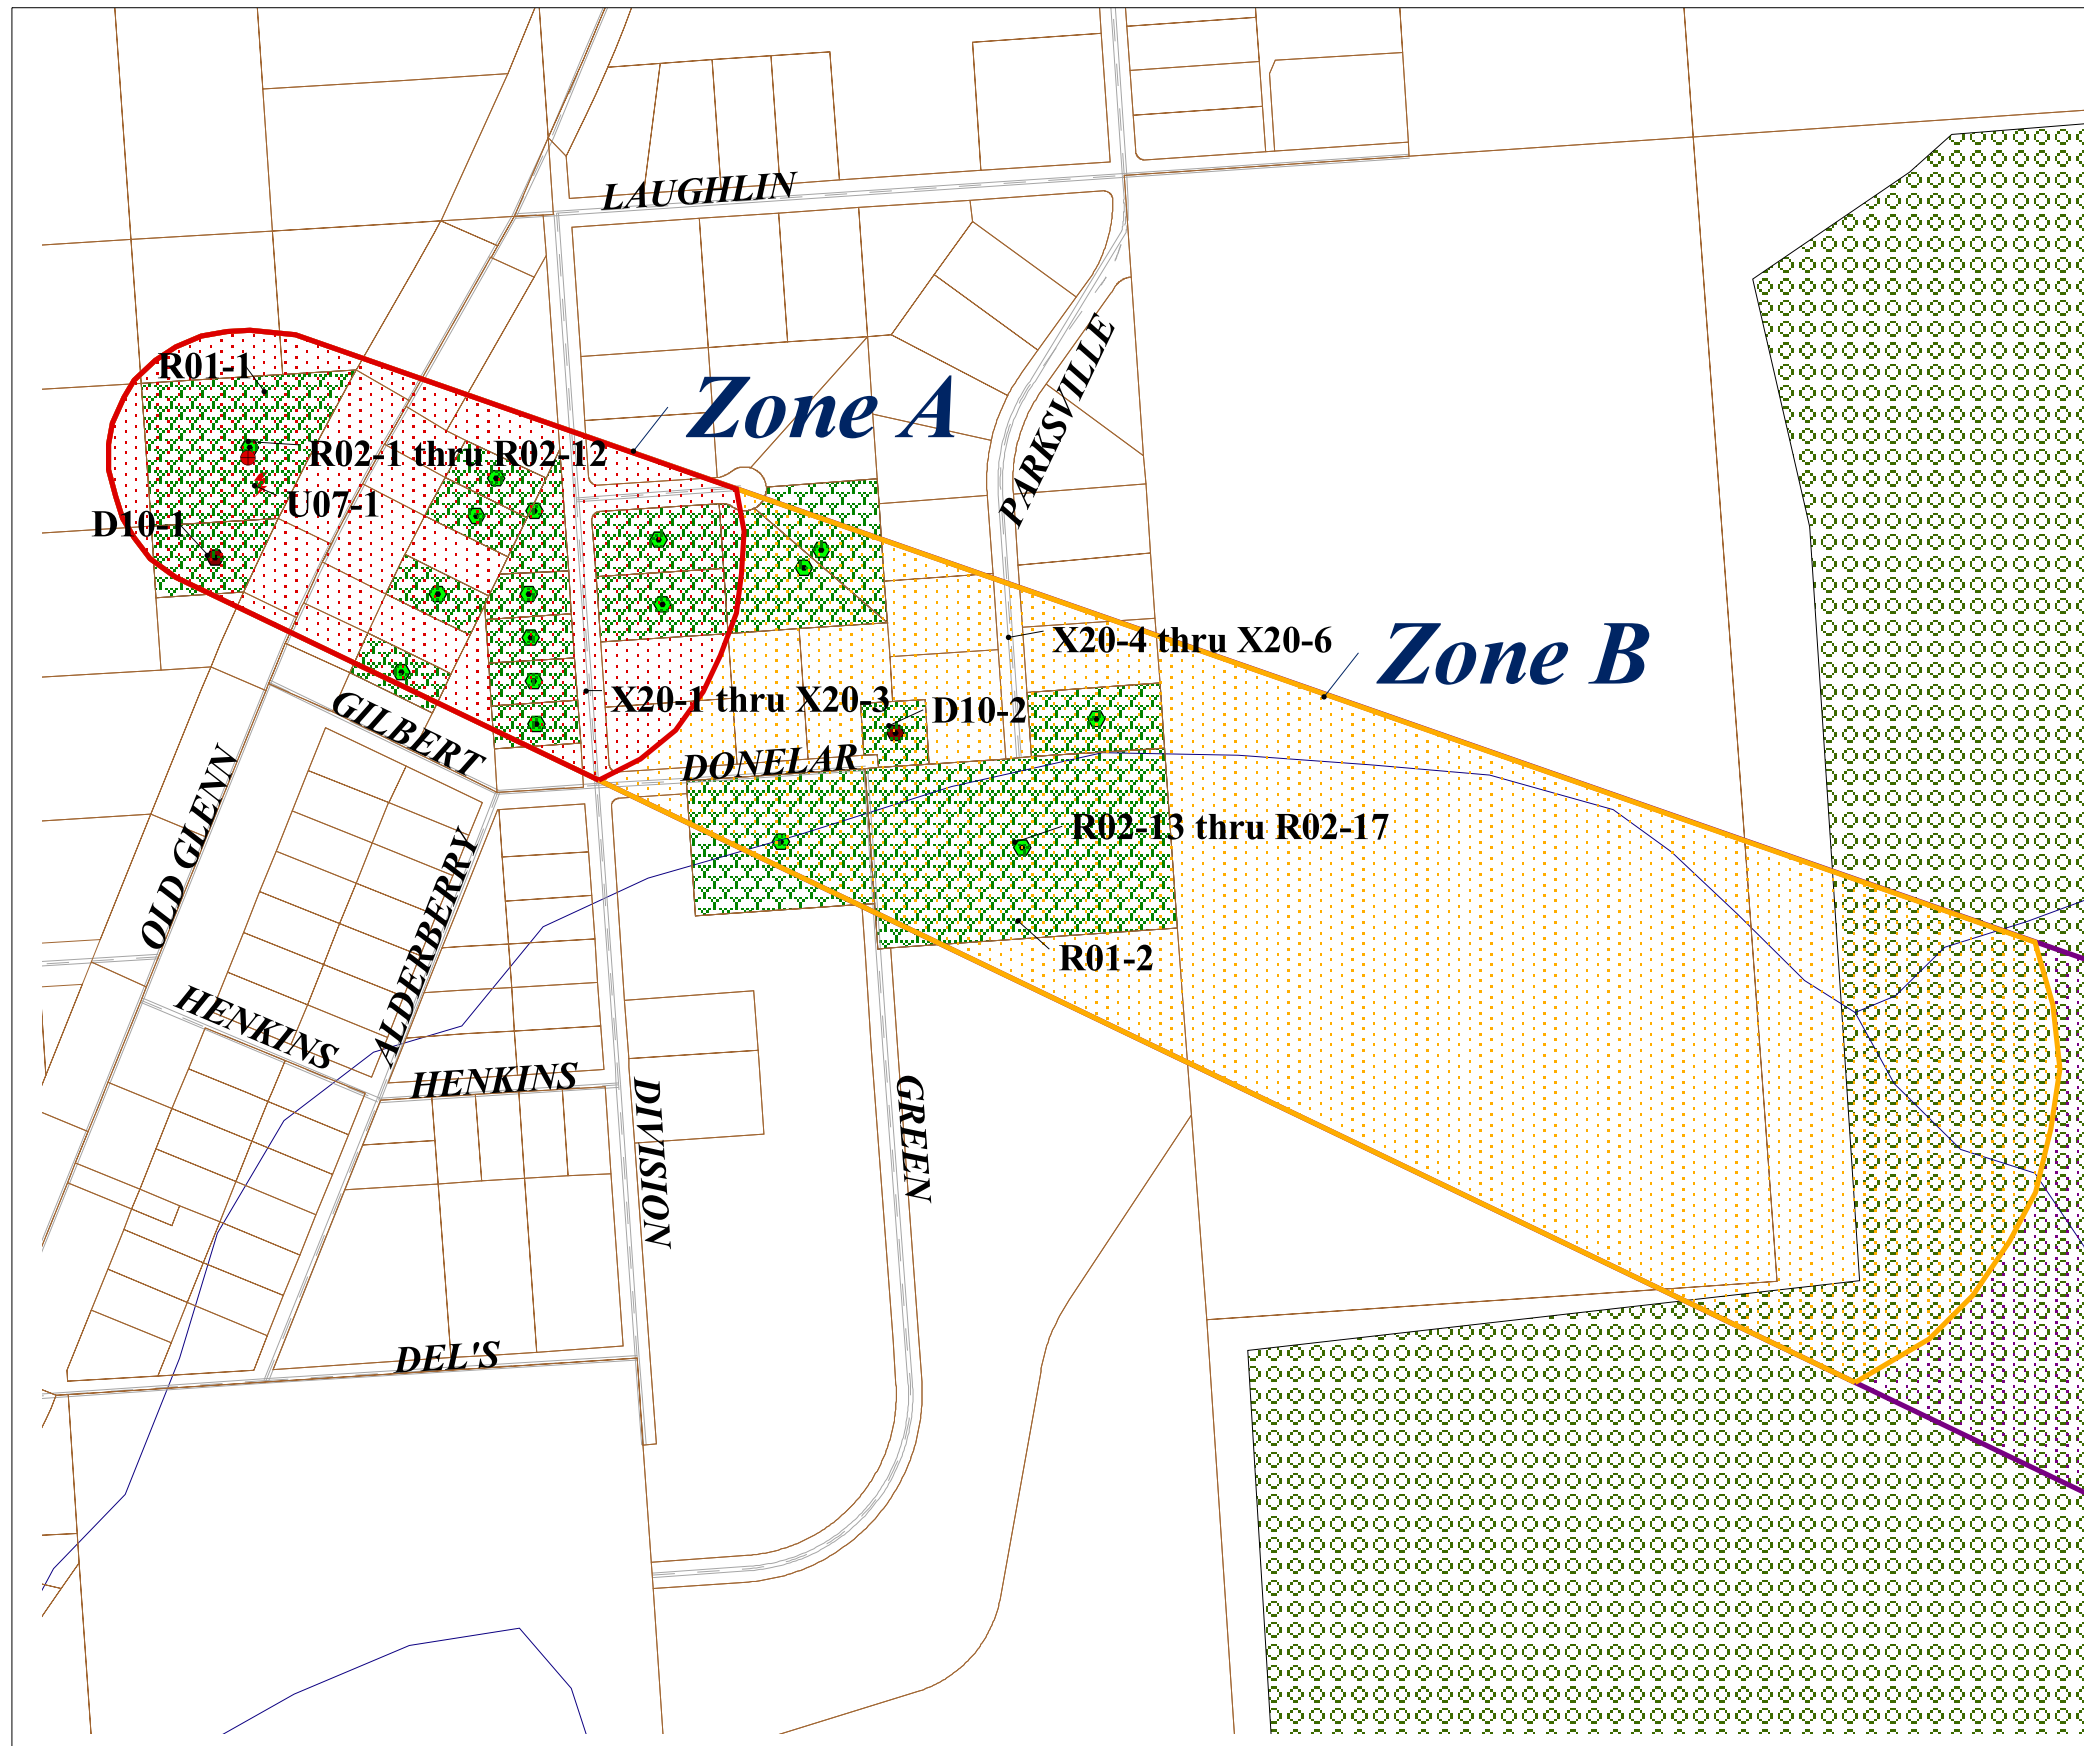 LAUGHLIN
PARKSVILLE
R01-1
Zone A
R02-1 thru R02-12
U07-1
D10-1
X20-4 thru X20-6
Zone B
X20-1 thru X20-3
D10-2
GILBERT
DONELAR
OLD GLENN
ALDERBERRY
R02-13 thru R02-17
R01-2
HENKINS
HENKINS
DIVISION
GREEN
DEL'S